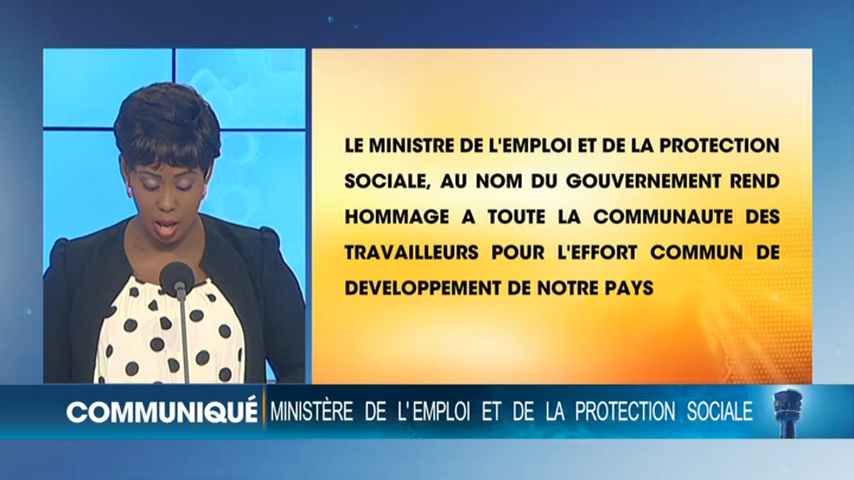 LE MINISTRE DE L'EMPLOI ET DE LA PROTECTION
SOCIALE, AU NOM DU GOUVERNEMENT REND
HOMMAGE A TOUTE LA COMMUNAUTE DES
TRAVAILLEURS POUR L'EFFORT COMMUN DE
DEVELOPPEMENT DE NOTRE PAYS
COMMUNIQUÉ MINISTÈRE DE L'EMPLOI ET DE LA PROTECTION SOCIALE